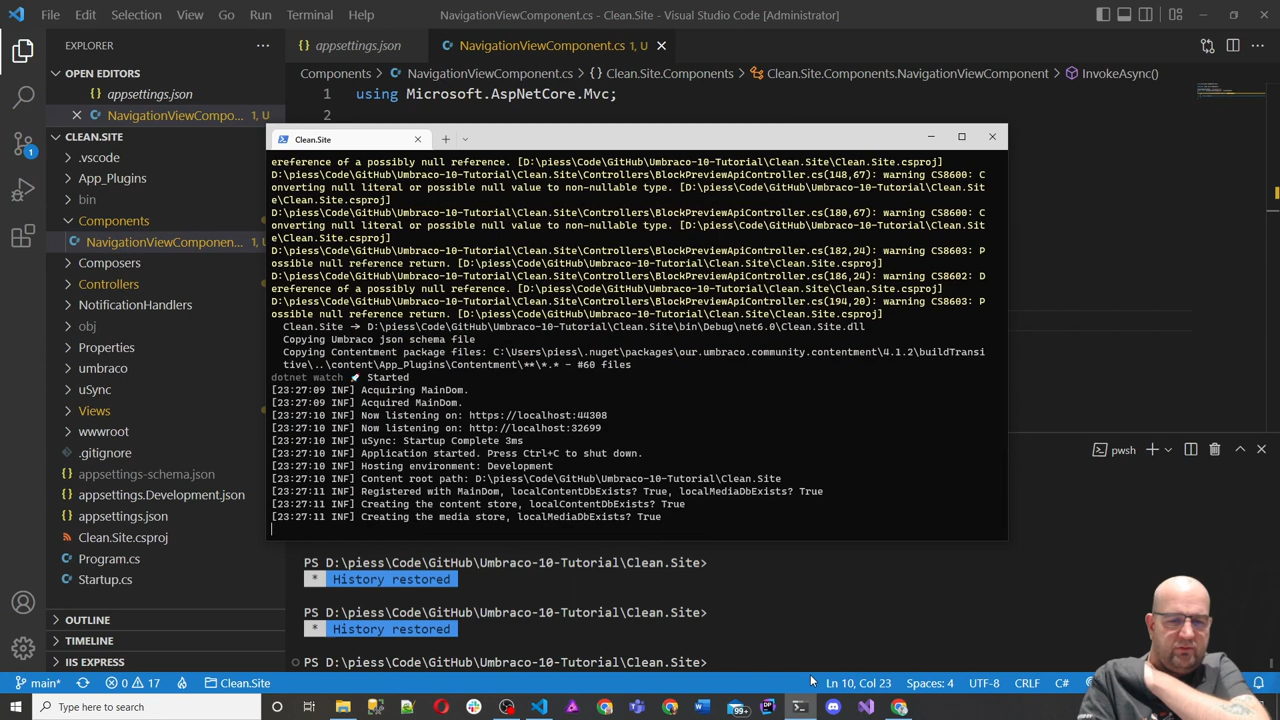 File Edit Selection View Go Run Terminal Help
NavigationViewComponent.cs - Clean.Site - Visual Studio Code [Administrator]
EXPLORER
OPEN EDITORS
appsettings.json
NavigationViewCompo... 1, U
CLEAN.SITE
.vscode
App_Plugins
bin
Components
NavigationViewComponen... 1, U
Composers
Controllers
NotificationHandlers
obj
Properties
umbraco
uSync
Views
wwwroot
.gitignore
appsettings-schema.json
appsettings.Development.json
appsettings.json
Clean.Site.csproj
Program.cs
Startup.cs
OUTLINE
TIMELINE
IIS EXPRESS
appsettings.json
NavigationViewComponent.cs 1, U
Components > NavigationViewComponent.cs > {} Clean.Site.Components > Clean.Site.Components.NavigationViewComponent > InvokeAsync()
1 using Microsoft.AspNetCore.Mvc;
Clean.Site
ereference of a possibly null reference. [D:\piess\Code\GitHub\Umbraco-10-Tutorial\Clean.Site\Clean.Site.csproj]
D:\piess\Code\GitHub\Umbraco-10-Tutorial\Clean.Site\Controllers\BlockPreviewApiController.cs(148,67): warning CS8600: C
onverting null literal or possible null value to non-nullable type. [D:\piess\Code\GitHub\Umbraco-10-Tutorial\Clean.Sit
e\Clean.Site.csproj]
D:\piess\Code\GitHub\Umbraco-10-Tutorial\Clean.Site\Controllers\BlockPreviewApiController.cs(180,67): warning CS8600: C
onverting null literal or possible null value to non-nullable type. [D:\piess\Code\GitHub\Umbraco-10-Tutorial\Clean.Sit
e\Clean.Site.csproj]
D:\piess\Code\GitHub\Umbraco-10-Tutorial\Clean.Site\Controllers\BlockPreviewApiController.cs(182,24): warning CS8603: P
ossible null reference return. [D:\piess\Code\GitHub\Umbraco-10-Tutorial\Clean.Site\Clean.Site.csproj]
D:\piess\Code\GitHub\Umbraco-10-Tutorial\Clean.Site\Controllers\BlockPreviewApiController.cs(186,24): warning CS8602: D
ereference of a possibly null reference. [D:\piess\Code\GitHub\Umbraco-10-Tutorial\Clean.Site\Clean.Site.csproj]
D:\piess\Code\GitHub\Umbraco-10-Tutorial\Clean.Site\Controllers\BlockPreviewApiController.cs(194,20): warning CS8603: P
ossible null reference return. [D:\piess\Code\GitHub\Umbraco-10-Tutorial\Clean.Site\Clean.Site.csproj]
Clean.Site -> D:\piess\Code\GitHub\Umbraco-10-Tutorial\Clean.Site\bin\Debug\net6.0\Clean.Site.dll
Copying Umbraco json schema file
Copying Contentment package files: C:\Users\piess\.nuget\packages\our.umbraco.community.contentment\4.1.2\buildTransi
tive\..\content\App_Plugins\Contentment\**\*.* - #60 files
dotnet watch 🚀 Started
[23:27:09 INF] Acquiring MainDom.
[23:27:09 INF] Acquired MainDom.
[23:27:10 INF] Now listening on: https://localhost:44308
[23:27:10 INF] Now listening on: http://localhost:32699
[23:27:10 INF] uSync: Startup Complete 3ms
[23:27:10 INF] Application started. Press Ctrl+C to shut down.
[23:27:10 INF] Hosting environment: Development
[23:27:10 INF] Content root path: D:\piess\Code\GitHub\Umbraco-10-Tutorial\Clean.Site
[23:27:11 INF] Registered with MainDom, localContentDbExists? True, localMediaDbExists? True
[23:27:11 INF] Creating the content store, localContentDbExists? True
[23:27:11 INF] Creating the media store, localMediaDbExists? True
pwsh
PS D:\piess\Code\GitHub\Umbraco-10-Tutorial\Clean.Site>
* History restored
PS D:\piess\Code\GitHub\Umbraco-10-Tutorial\Clean.Site>
* History restored
PS D:\piess\Code\GitHub\Umbraco-10-Tutorial\Clean.Site>
main* 0 17 Clean.Site Ln 10, Col 23 Spaces: 4 UTF-8 CRLF C#
Type here to search
99+